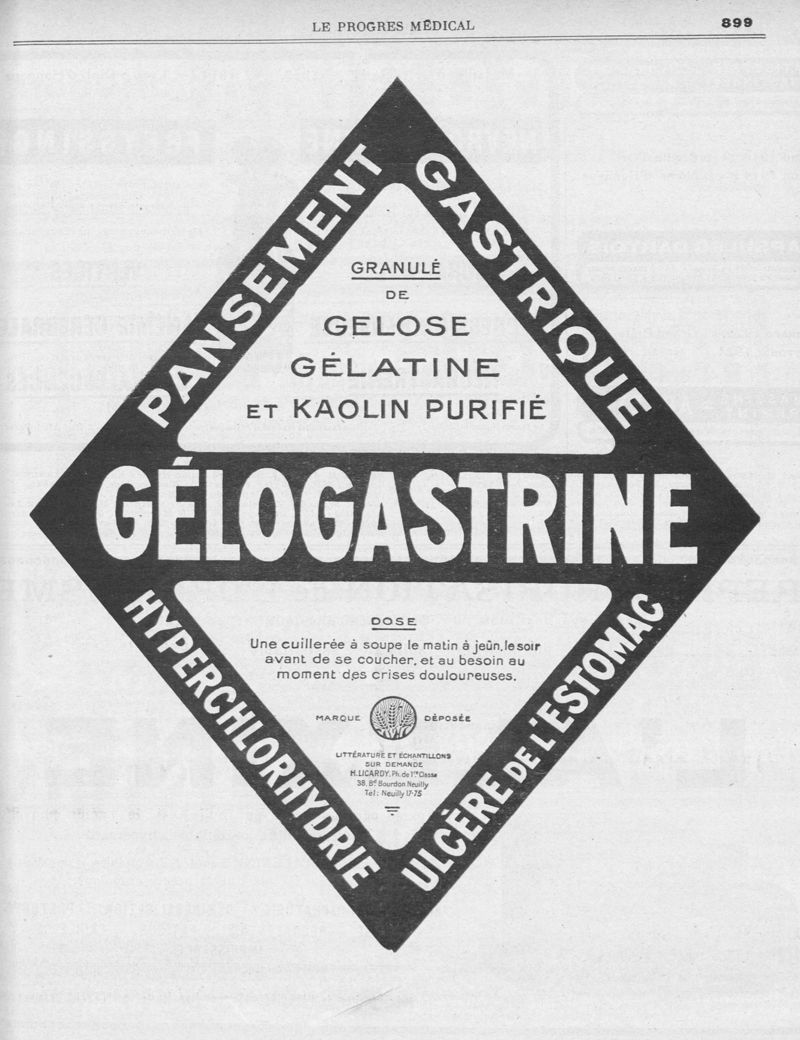 LE PROGRES MÉDICAL
899
PANSEMENT
GASTRIQUE
GRANULÉ
DE
GELOSE
GÉLATINE
ET KAOLIN PURIFIÉ
GÉLOGASTRINE
HYPERCHLORHYDRIE
ULCÈRE DE L'ESTOMAC
DOSE
Une cuillerée à soupe le matin à jeûn, le soir
avant de se coucher, et au besoin au
moment des crises douloureuses.
MARQUE DÉPOSÉE
LITTÉRATURE ET ÉCHANTILLONS
SUR DEMANDE
H. LICARDY. Ph. de 1re Classe
38, Bd Bourdon Neuilly
Tel: Neuilly 17-75